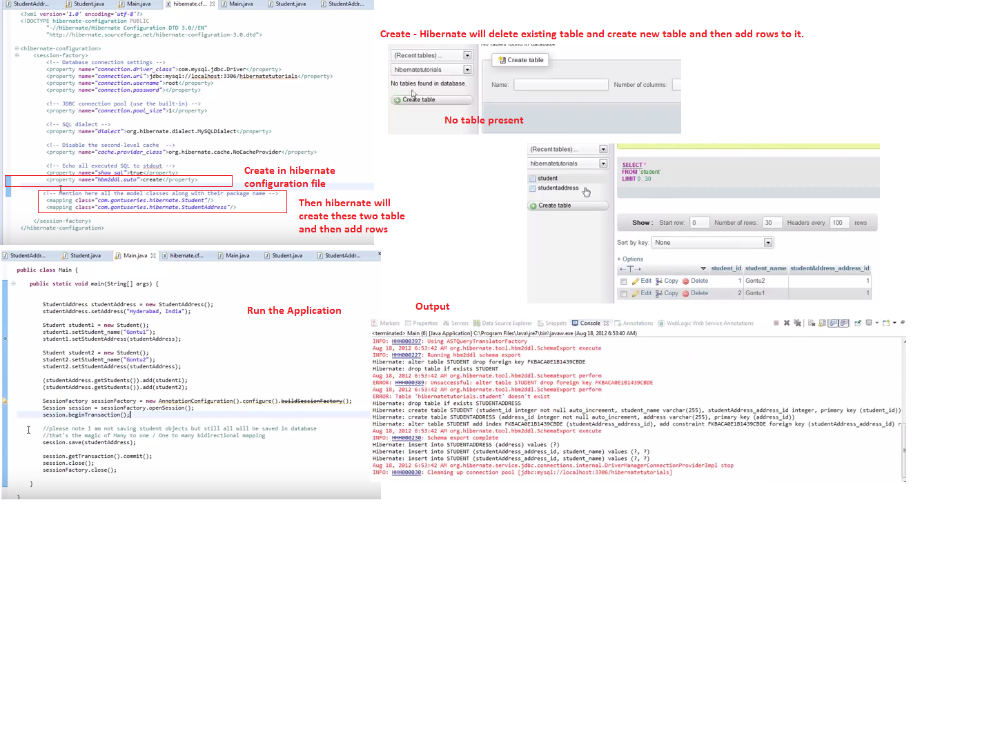 StudentAddr...
Student.java
Main.java
hibernate.cf...
Main.java
Student.java
StudentAddr...
<?xml version='1.0' encoding='utf-8'?>
<!DOCTYPE hibernate-configuration PUBLIC
"-//Hibernate/Hibernate Configuration DTD 3.0//EN"
"http://hibernate.sourceforge.net/hibernate-configuration-3.0.dtd">
<hibernate-configuration>
<session-factory>
<!-- Database connection settings -->
<property name="connection.driver_class">com.mysql.jdbc.Driver</property>
<property name="connection.url">jdbc:mysql://localhost:3306/hibernatetutorials</property>
<property name="connection.username">root</property>
<property name="connection.password"></property>
<!-- JDBC connection pool (use the built-in) -->
<property name="connection.pool_size">1</property>
<!-- SQL dialect -->
<property name="dialect">org.hibernate.dialect.MySQLDialect</property>
<!-- Disable the second-level cache -->
<property name="cache.provider_class">org.hibernate.cache.NoCacheProvider</property>
<!-- Echo all executed SQL to stdout -->
<property name="show_sql">true</property>
<property name="hbm2ddl.auto">create</property>
<!-- Mention here all the model classes along with their package name -->
<mapping class="com.gontuseries.hibernate.Student"/>
<mapping class="com.gontuseries.hibernate.StudentAddress"/>
</session-factory>
</hibernate-configuration>
Create in hibernate
configuration file
Then hibernate will
create these two table
and then add rows
Create - Hibernate will delete existing table and create new table and then add rows to it.
No tables found in database
(Recent tables) ...
hibernatetutorials
No tables found in database.
Create table
Create table
Name:
Number of columns:
No table present
(Recent tables) ...
hibernatetutorials
student
studentaddress
Create table
SELECT *
FROM `student`
LIMIT 0 , 30
Show : Start row: 0 Number of rows: 30 Headers every 100 rows
Sort by key: None
+ Options
←T→ student_id student_name studentAddress_address_id
Edit Copy Delete 1 Gontu2 1
Edit Copy Delete 2 Gontu1 1
StudentAddr...
Student.java
Main.java
hibernate.cf...
Main.java
Student.java
StudentAddr...
public class Main {
public static void main(String[] args) {
StudentAddress studentAddress = new StudentAddress();
studentAddress.setAddress("Hyderabad, India");
Student student1 = new Student();
student1.setStudent_name("Gontu1");
student1.setStudentAddress(studentAddress);
Student student2 = new Student();
student2.setStudent_name("Gontu2");
student2.setStudentAddress(studentAddress);
(studentAddress.getStudents()).add(student1);
(studentAddress.getStudents()).add(student2);
SessionFactory sessionFactory = new AnnotationConfiguration().configure().buildSessionFactory();
Session session = sessionFactory.openSession();
session.beginTransaction();
//please note I am not saving student objects but still all will be saved in database
//that's the magic of Many to one / One to many bidirectional mapping
session.save(studentAddress);
session.getTransaction().commit();
session.close();
sessionFactory.close();
}
}
Run the Application
Output
Markers Properties Servers Data Source Explorer Snippets Console Annotations WebLogic Web Service Annotations
<terminated> Main (6) [Java Application] C:\Program Files\Java\jre7\bin\javaw.exe (Aug 18, 2012 6:53:40 AM)
INFO: HHH000397: Using ASTQueryTranslatorFactory
Aug 18, 2012 6:53:42 AM org.hibernate.tool.hbm2ddl.SchemaExport execute
INFO: HHH000227: Running hbm2ddl schema export
Hibernate: alter table STUDENT drop foreign key FKBACA0E1B1439CBDE
Hibernate: drop table if exists STUDENT
Aug 18, 2012 6:53:42 AM org.hibernate.tool.hbm2ddl.SchemaExport perform
ERROR: HHH000389: Unsuccessful: alter table STUDENT drop foreign key FKBACA0E1B1439CBDE
Aug 18, 2012 6:53:42 AM org.hibernate.tool.hbm2ddl.SchemaExport perform
ERROR: Table 'hibernatetutorials.student' doesn't exist
Hibernate: drop table if exists STUDENTADDRESS
Hibernate: create table STUDENT (student_id integer not null auto_increment, student_name varchar(255), studentAddress_address_id integer, primary key (student_id))
Hibernate: create table STUDENTADDRESS (address_id integer not null auto_increment, address varchar(255), primary key (address_id))
Hibernate: alter table STUDENT add index FKBACA0E1B1439CBDE (studentAddress_address_id), add constraint FKBACA0E1B1439CBDE foreign key (studentAddress_address_id) r
Aug 18, 2012 6:53:42 AM org.hibernate.tool.hbm2ddl.SchemaExport execute
INFO: HHH000230: Schema export complete
Hibernate: insert into STUDENTADDRESS (address) values (?)
Hibernate: insert into STUDENT (studentAddress_address_id, student_name) values (?, ?)
Hibernate: insert into STUDENT (studentAddress_address_id, student_name) values (?, ?)
Aug 18, 2012 6:53:42 AM org.hibernate.service.jdbc.connections.internal.DriverManagerConnectionProviderImpl stop
INFO: HHH000030: Cleaning up connection pool [jdbc:mysql://localhost:3306/hibernatetutorials]